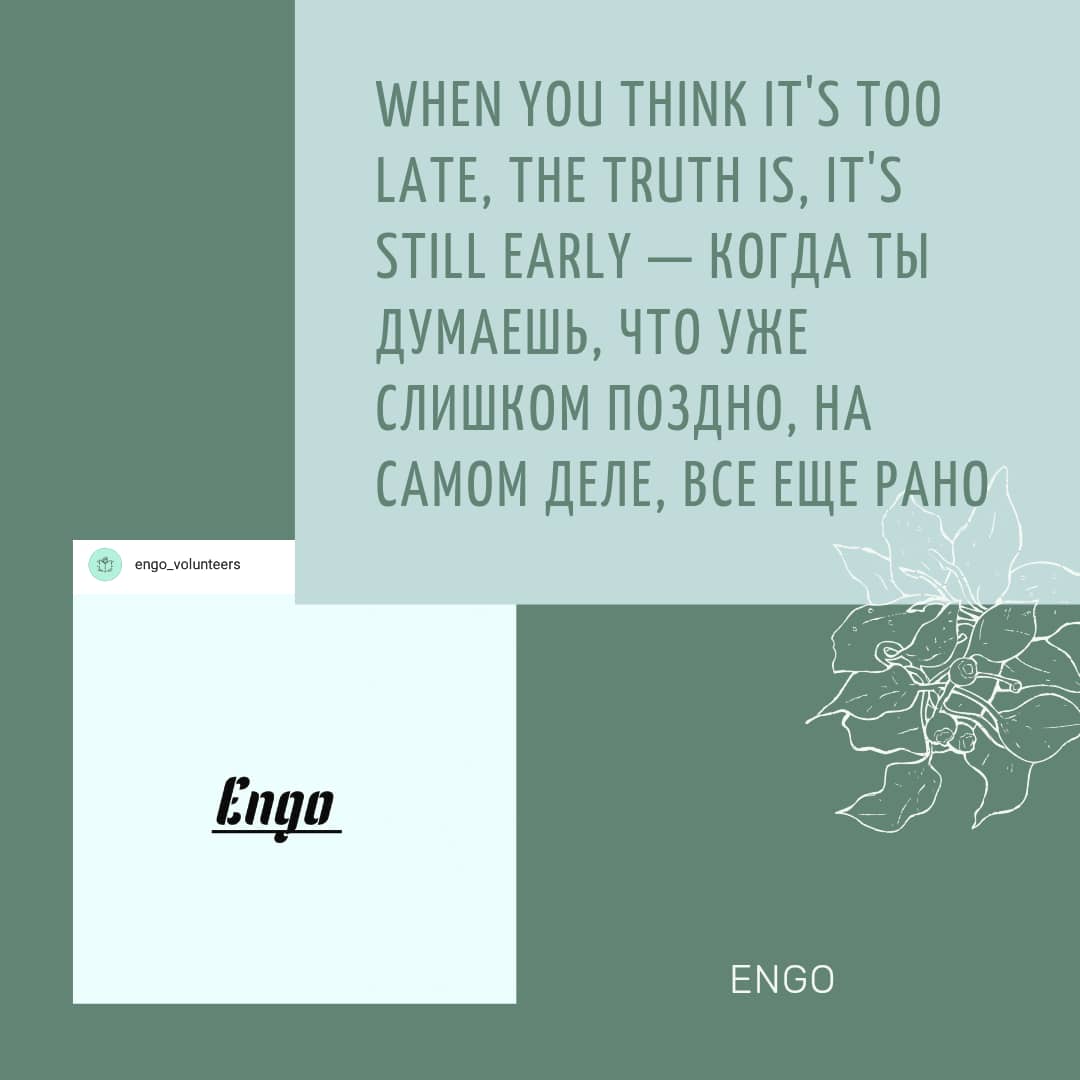 WHEN YOU THINK IT'S TOO
LATE, THE TRUTH IS, IT'S
STILL EARLY — КОГДА ТЫ
ДУМАЕШЬ, ЧТО УЖЕ
СЛИШКОМ ПОЗДНО, НА
САМОМ ДЕЛЕ, ВСЕ ЕЩЕ РАНО
engo_volunteers
Engo
ENGO